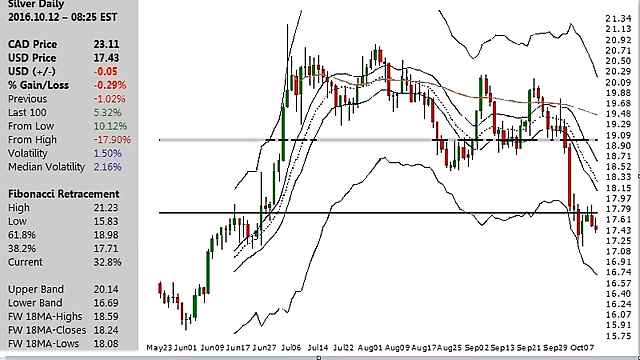 Silver Daily
2016.10.12 – 08:25 EST
CAD Price 23.11
USD Price 17.43
USD (+/-) -0.05
% Gain/Loss -0.29%
Previous -1.02%
Last 100 5.32%
From Low 10.12%
From High -17.90%
Volatility 1.50%
Median Volatility 2.16%
Fibonacci Retracement
High 21.23
Low 15.83
61.8% 18.98
38.2% 17.71
Current 32.8%
Upper Band 20.14
Lower Band 16.69
FW 18MA-Highs 18.59
FW 18MA-Closes 18.24
FW 18MA-Lows 18.08
21.34
21.13
20.92
20.71
20.50
20.30
20.09
19.89
19.69
19.48
19.29
19.09
18.90
18.71
18.52
18.33
18.15
17.97
17.79
17.61
17.43
17.25
17.08
16.91
16.74
16.57
16.40
16.23
16.07
15.91
15.75
May23 Jun01 Jun09 Jun17 Jun27 Jul06 Jul14 Jul22 Aug01 Aug09 Aug17 Aug25 Sep02 Sep13 Sep21 Sep29 Oct07